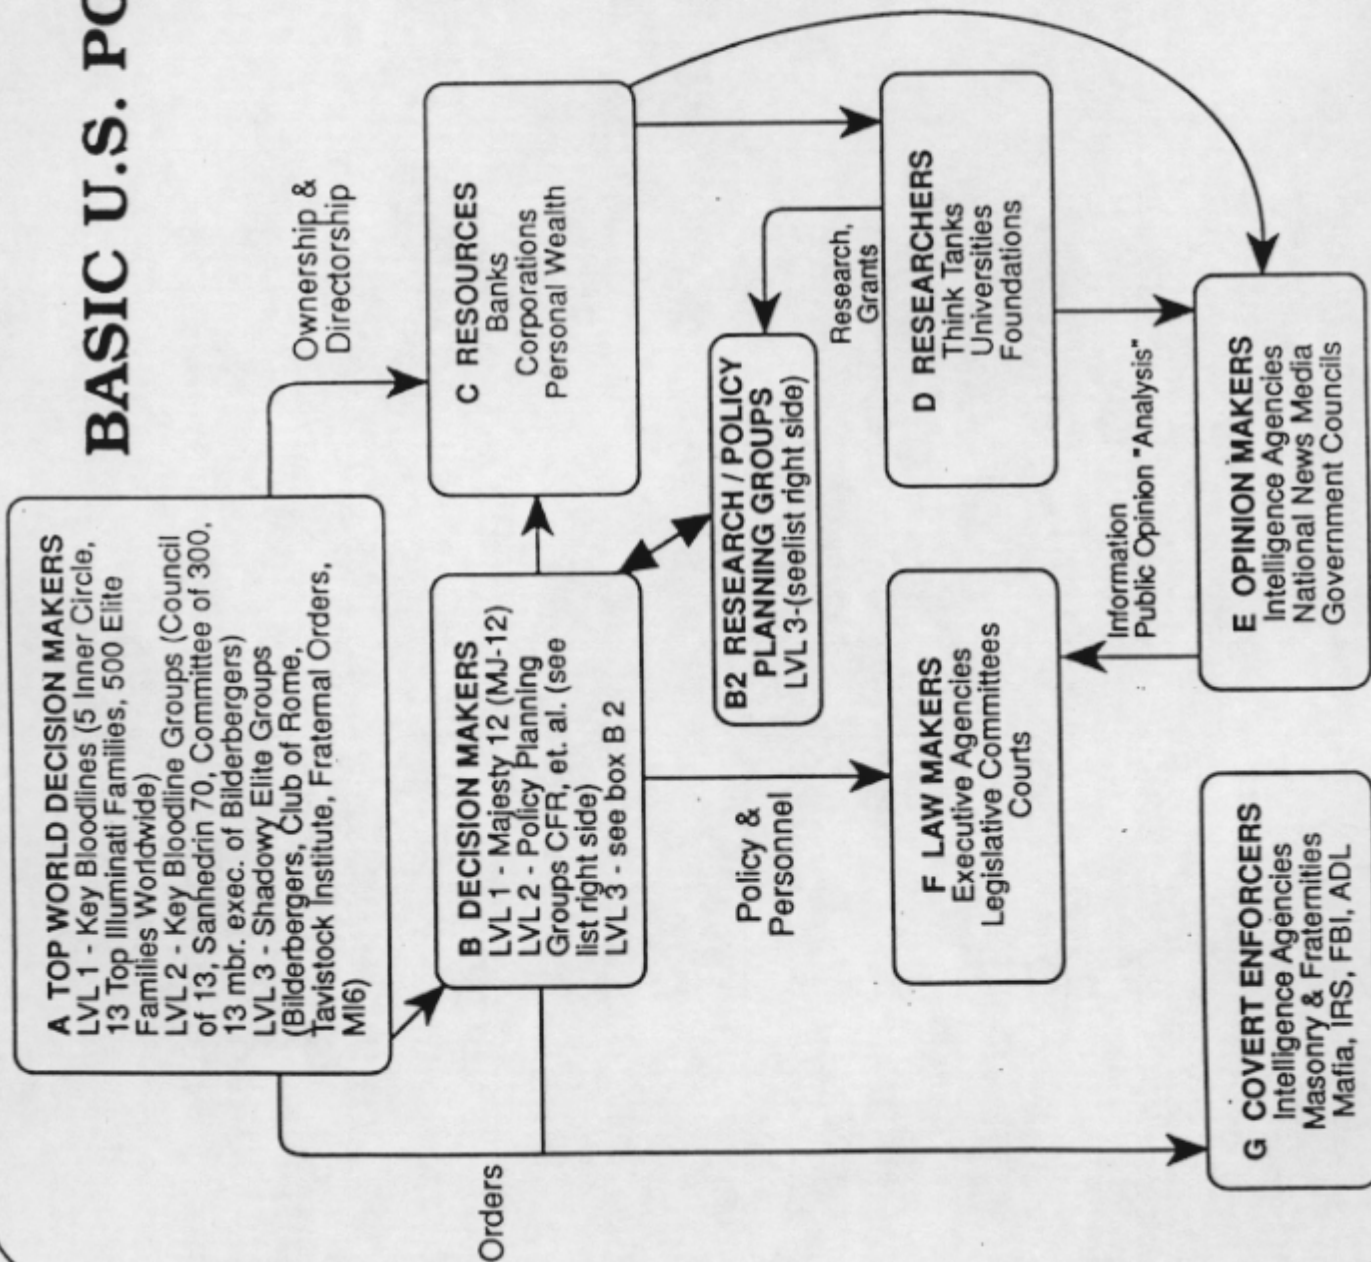 BASIC U.S. PO
A TOP WORLD DECISION MAKERS
LVL 1 - Key Bloodlines (5 Inner Circle,
13 Top Illuminati Families, 500 Elite
Families Worldwide)
LVL 2 - Key Bloodline Groups (Council
of 13, Sanhedrin 70, Committee of 300,
13 mbr. exec. of Bilderbergers)
LVL 3 - Shadowy Elite Groups
(Bilderbergers, Club of Rome,
Tavistock Institute, Fraternal Orders,
MI6)
Ownership &
Directorship
Orders
B DECISION MAKERS
LVL 1 - Majesty 12 (MJ-12)
LVL 2 - Policy Planning
Groups CFR, et. al. (see
list right side)
LVL 3 - see box B 2
C RESOURCES
Banks
Corporations
Personal Wealth
B2 RESEARCH / POLICY
PLANNING GROUPS
LVL 3-(seelist right side)
Policy &
Personnel
Research,
Grants
F LAW MAKERS
Executive Agencies
Legislative Committees
Courts
D RESEARCHERS
Think Tanks
Universities
Foundations
Information
Public Opinion "Analysis"
G COVERT ENFORCERS
Intelligence Agencies
Masonry & Fraternities
Mafia, IRS, FBI, ADL
E OPINION MAKERS
Intelligence Agencies
National News Media
Government Councils